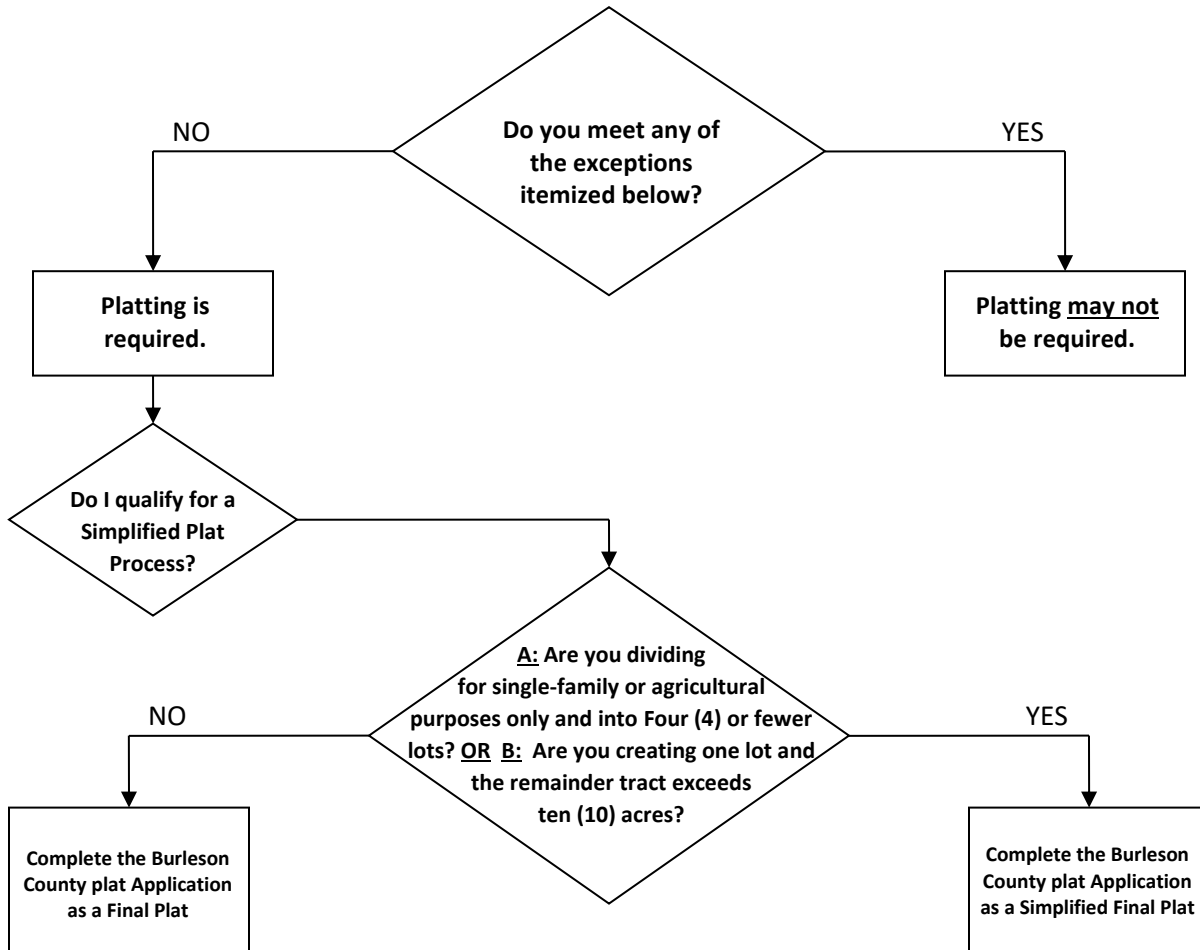 Do you meet any of
the exceptions
itemized below?
NO
YES
Platting is
required.
Platting may not
be required.
Do I qualify for a
Simplified Plat
Process?
A: Are you dividing
for single-family or agricultural
purposes only and into Four (4) or fewer
lots? OR B: Are you creating one lot and
the remainder tract exceeds
ten (10) acres?
NO
YES
Complete the Burleson
County plat Application
as a Final Plat
Complete the Burleson
County plat Application
as a Simplified Final Plat